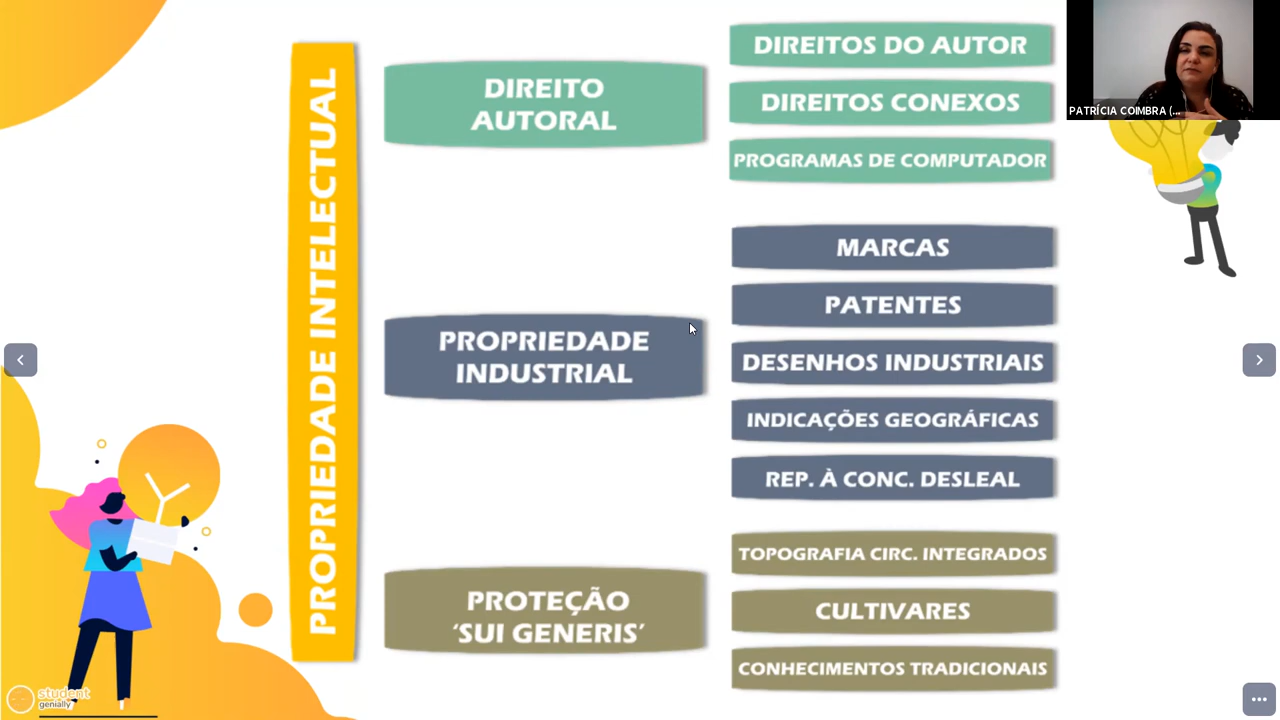 PROPRIEDADE INTELECTUAL
DIREITO
AUTORAL
DIREITOS DO AUTOR
DIREITOS CONEXOS
PROGRAMAS DE COMPUTADOR
PROPRIEDADE
INDUSTRIAL
MARCAS
PATENTES
DESENHOS INDUSTRIAIS
INDICAÇÕES GEOGRÁFICAS
REP. À CONC. DESLEAL
PROTEÇÃO
‘SUI GENERIS’
TOPOGRAFIA CIRC. INTEGRADOS
CULTIVARES
CONHECIMENTOS TRADICIONAIS
PATRÍCIA COIMBRA (...
student
genially